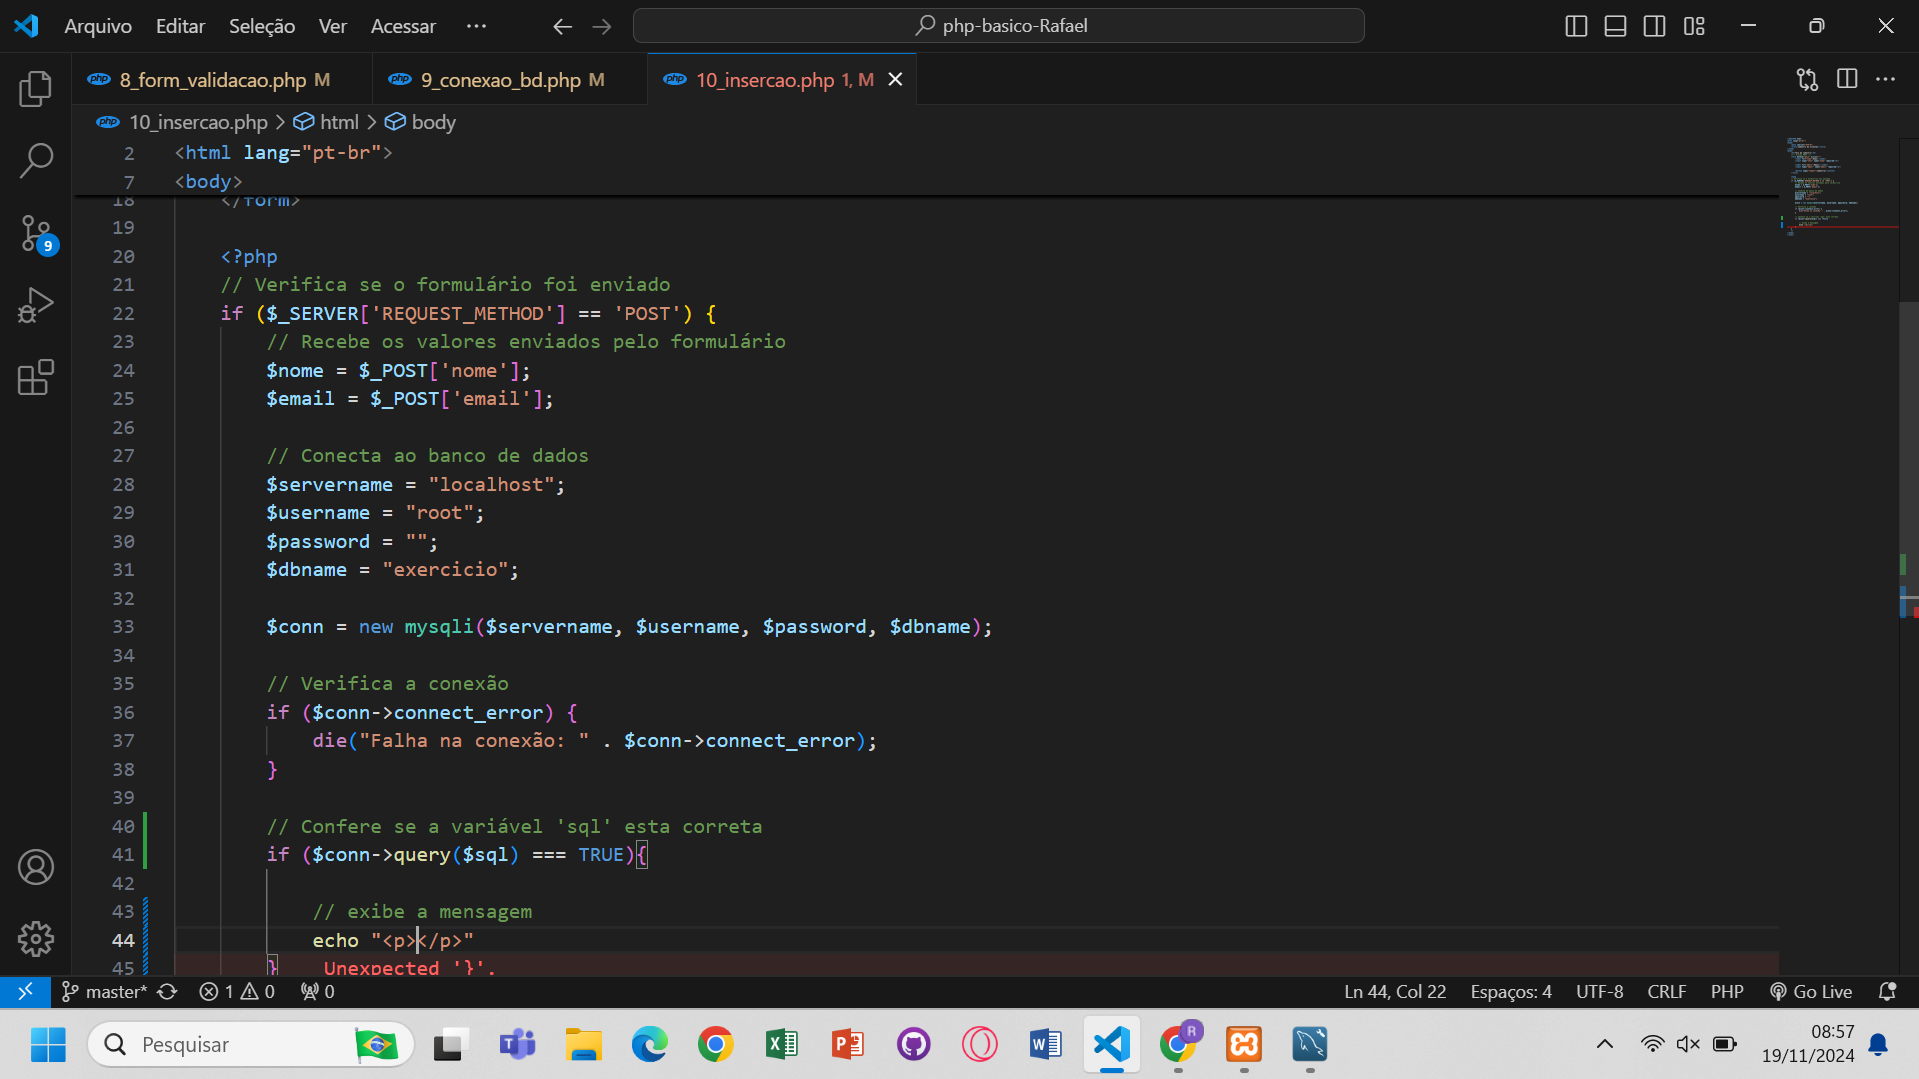 Arquivo Editar Seleção Ver Acessar ··· php-basico-Rafael
8_form_validacao.php M 9_conexao_bd.php M 10_insercao.php 1, M
10_insercao.php > html > body
2 <html lang="pt-br">
7 <body>
18 </form>
19
20 <?php
21 // Verifica se o formulário foi enviado
22 if ($_SERVER['REQUEST_METHOD'] == 'POST') {
23 // Recebe os valores enviados pelo formulário
24 $nome = $_POST['nome'];
25 $email = $_POST['email'];
26
27 // Conecta ao banco de dados
28 $servername = "localhost";
29 $username = "root";
30 $password = "";
31 $dbname = "exercicio";
32
33 $conn = new mysqli($servername, $username, $password, $dbname);
34
35 // Verifica a conexão
36 if ($conn->connect_error) {
37 die("Falha na conexão: " . $conn->connect_error);
38 }
39
40 // Confere se a variável 'sql' esta correta
41 if ($conn->query($sql) === TRUE){
42
43 // exibe a mensagem
44 echo "<p></p>"
45 } Unexpected '}'.
9
master* 1 0 0 Ln 44, Col 22 Espaços: 4 UTF-8 CRLF PHP Go Live
Pesquisar
R
08:57
19/11/2024